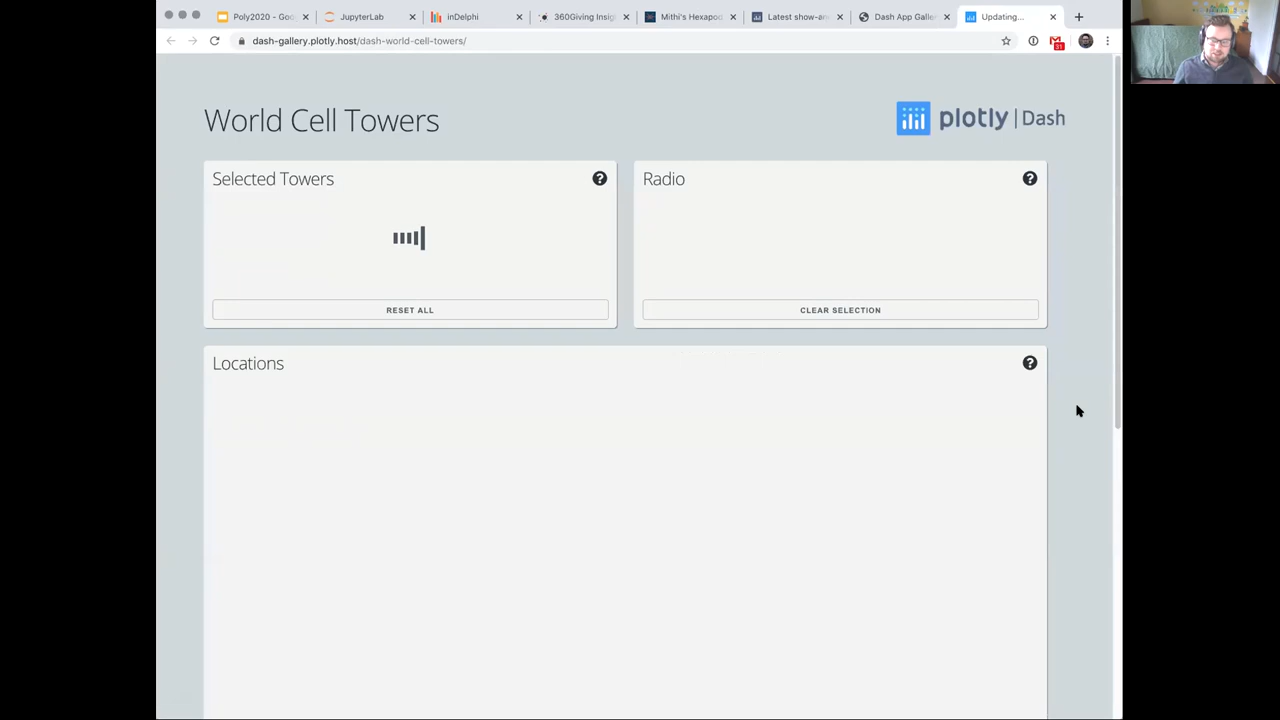 Poly2020 - Goo
JupyterLab
inDelphi
360Giving Insig
Mithi's Hexapod
Latest show-an
Dash App Galle
Updating...
dash-gallery.plotly.host/dash-world-cell-towers/
31
World Cell Towers
plotly | Dash
Selected Towers
?
Radio
?
RESET ALL
CLEAR SELECTION
Locations
?